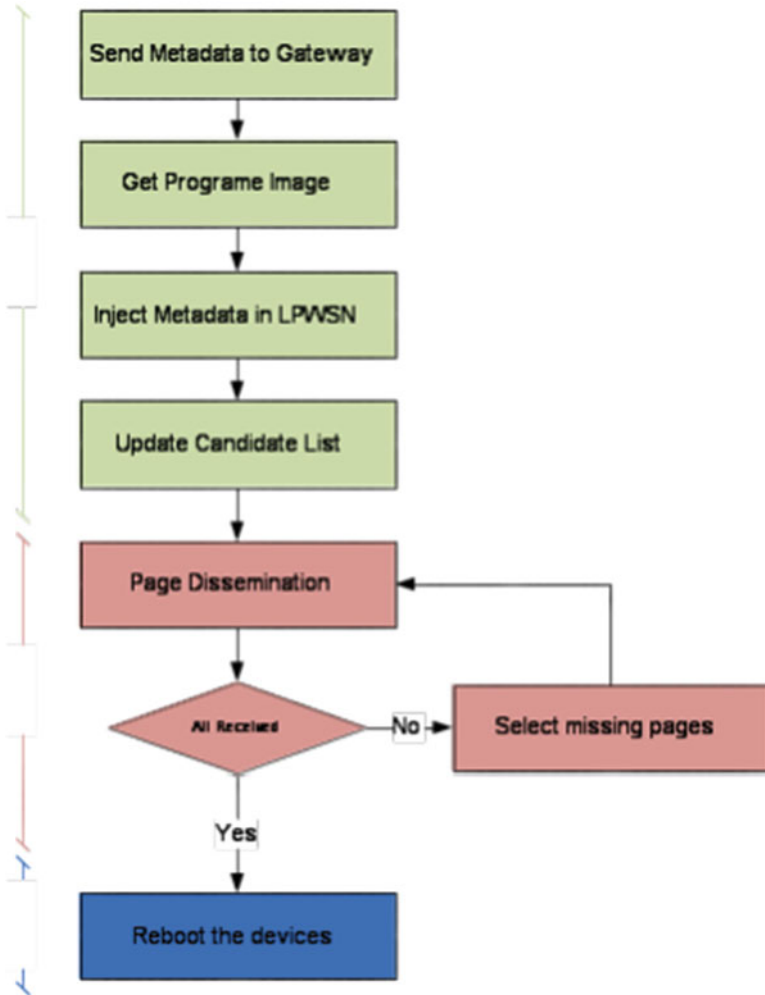 Send Metadata to Gateway
Get Programe Image
Inject Metadata in LPWSN
Update Candidate List
Page Dissemination
All Received
No
Select missing pages
Yes
Reboot the devices